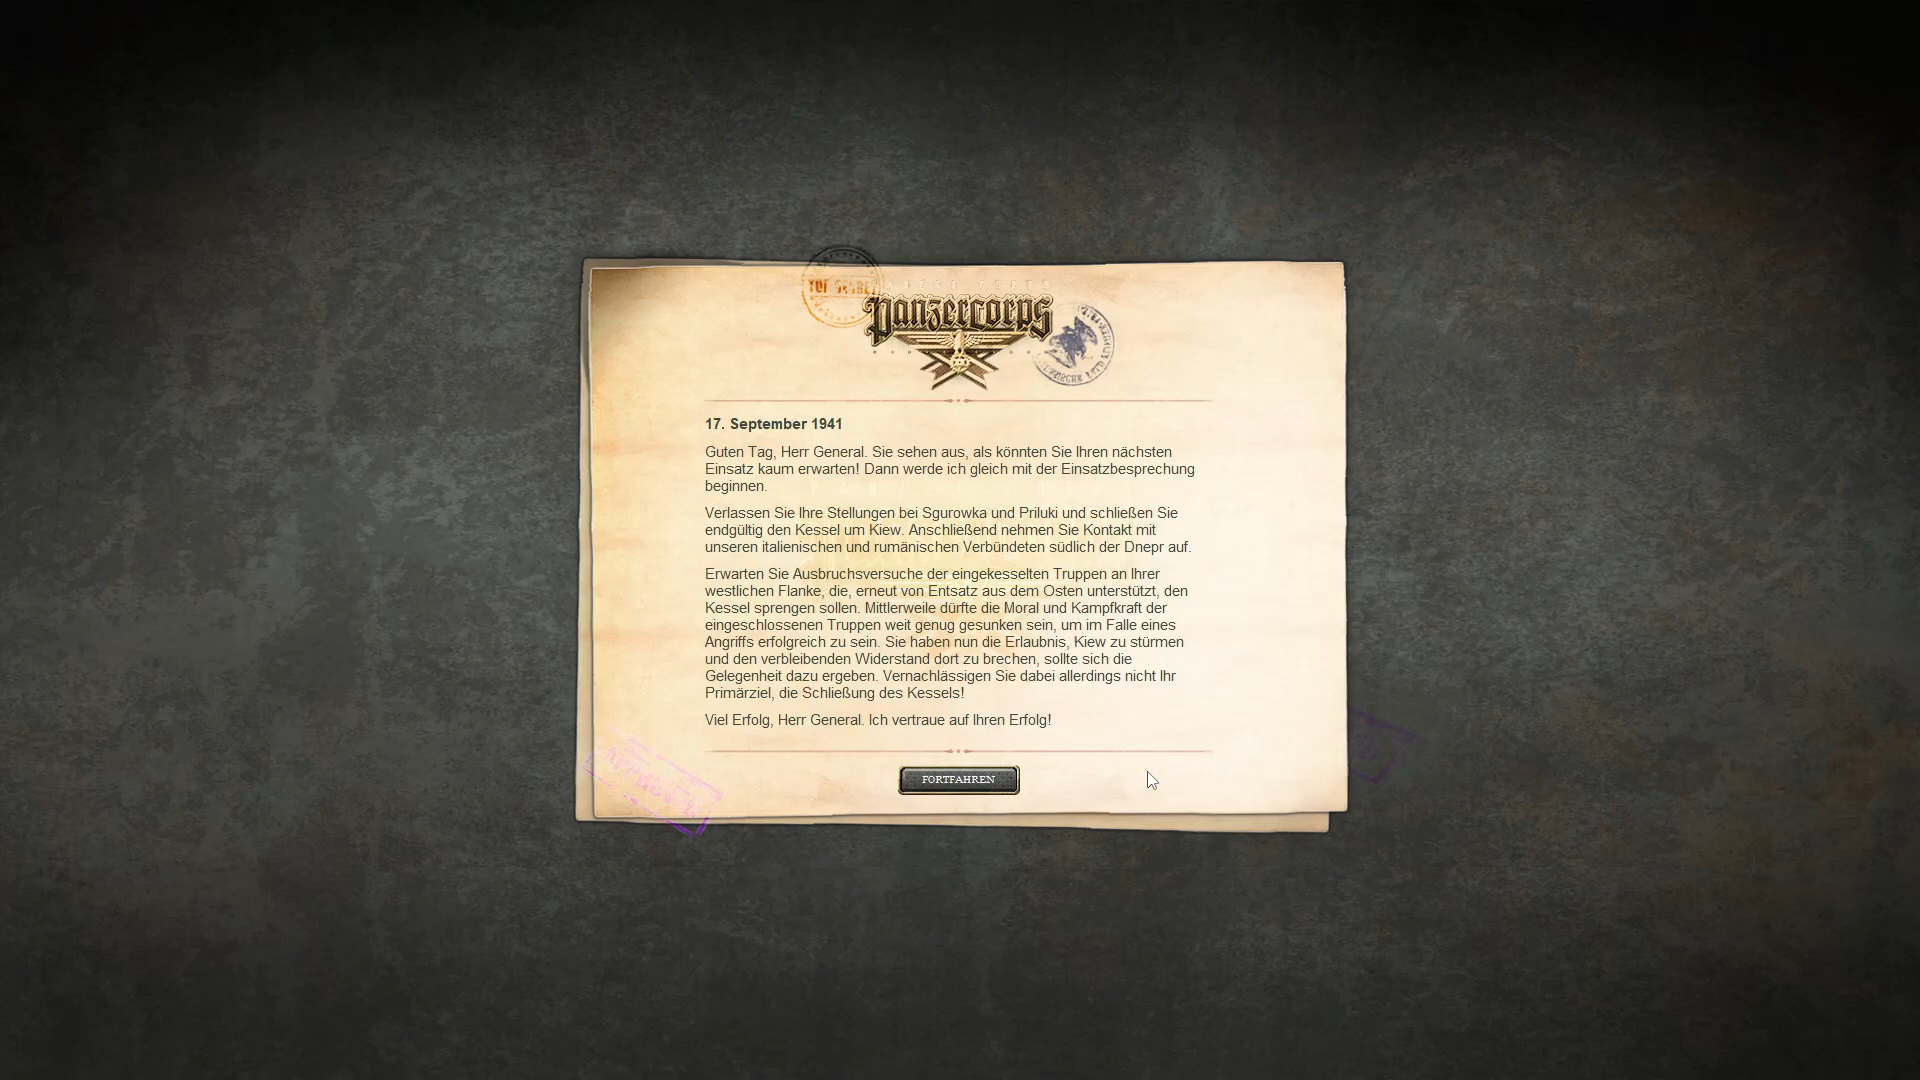 Panzercorps
17. September 1941
Guten Tag, Herr General. Sie sehen aus, als könnten Sie Ihren nächsten
Einsatz kaum erwarten! Dann werde ich gleich mit der Einsatzbesprechung
beginnen.
Verlassen Sie Ihre Stellungen bei Sgurowka und Priluki und schließen Sie
endgültig den Kessel um Kiew. Anschließend nehmen Sie Kontakt mit
unseren italienischen und rumänischen Verbündeten südlich der Dnepr auf.
Erwarten Sie Ausbruchsversuche der eingekesselten Truppen an Ihrer
westlichen Flanke, die, erneut von Entsatz aus dem Osten unterstützt, den
Kessel sprengen sollen. Mittlerweile dürfte die Moral und Kampfkraft der
eingeschlossenen Truppen weit genug gesunken sein, um im Falle eines
Angriffs erfolgreich zu sein. Sie haben nun die Erlaubnis, Kiew zu stürmen
und den verbleibenden Widerstand dort zu brechen, sollte sich die
Gelegenheit dazu ergeben. Vernachlässigen Sie dabei allerdings nicht Ihr
Primärziel, die Schließung des Kessels!
Viel Erfolg, Herr General. Ich vertraue auf Ihren Erfolg!
FORTFAHREN